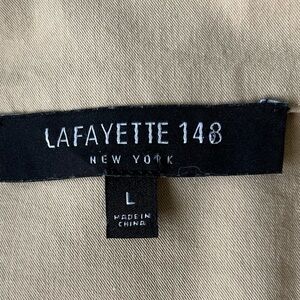 LAFAYETTE 148
NEW YORK
L
MADE IN
CHINA